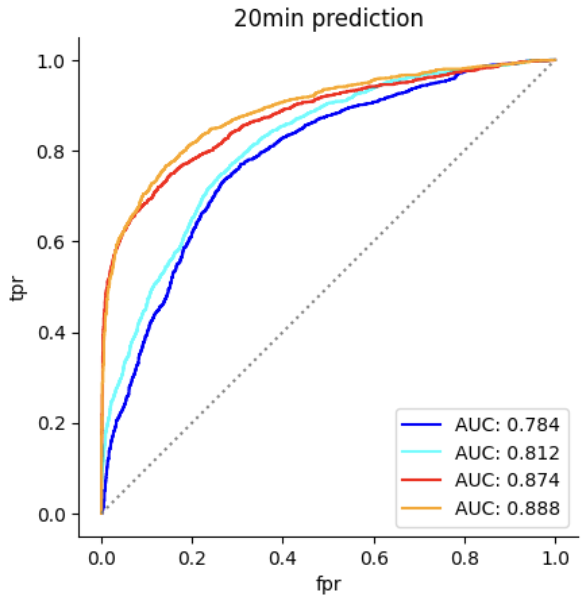 20min prediction
1.0
0.8
0.6
0.4
0.2
0.0
tpr
AUC: 0.784
AUC: 0.812
AUC: 0.874
AUC: 0.888
0.0 0.2 0.4 0.6 0.8 1.0
fpr